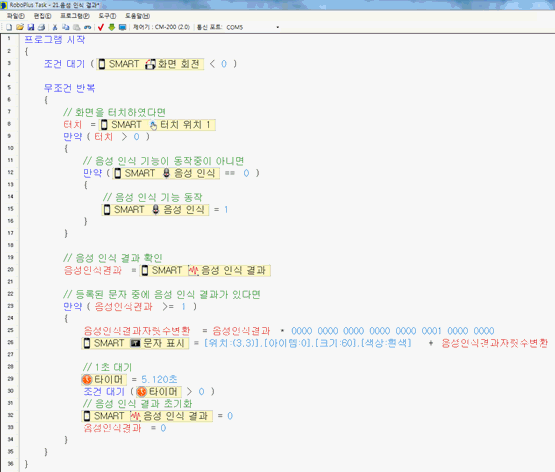 RoboPlus Task - 21.음성 인식 결과*
파일(F) 편집(E) 프로그램(P) 도구(T) 도움말(H)
제어기 : CM-200 (2.0) 통신 포트: COM5
1 프로그램 시작
2 {
3 조건 대기 ( SMART 화면 회전 < 0 )
4
5 무조건 반복
6 {
7 // 화면을 터치하였다면
8 터치 = SMART 터치 위치 1
9 만약 ( 터치 > 0 )
10 {
11 // 음성 인식 기능이 동작중이 아니면
12 만약 ( SMART 음성 인식 == 0 )
13 {
14 // 음성 인식 기능 동작
15 SMART 음성 인식 = 1
16 }
17 }
18
19 // 음성 인식 결과 확인
20 음성인식결과 = SMART 음성 인식 결과
21
22 // 등록된 문자 중에 음성 인식 결과가 있다면
23 만약 ( 음성인식결과 >= 1 )
24 {
25 음성인식결과자릿수변환 = 음성인식결과 * 0000 0000 0000 0000 0000 0001 0000 0000
26 SMART 문자 표시 = [위치:(3,3)],[아이템:0],[크기:60],[색상:흰색] + 음성인식결과자릿수변환
27
28 // 1초 대기
29 타이머 = 5.120초
30 조건 대기 ( 타이머 > 0 )
31 // 음성 인식 결과 초기화
32 SMART 음성 인식 결과 = 0
33 음성인식결과 = 0
34 }
35 }
36 }